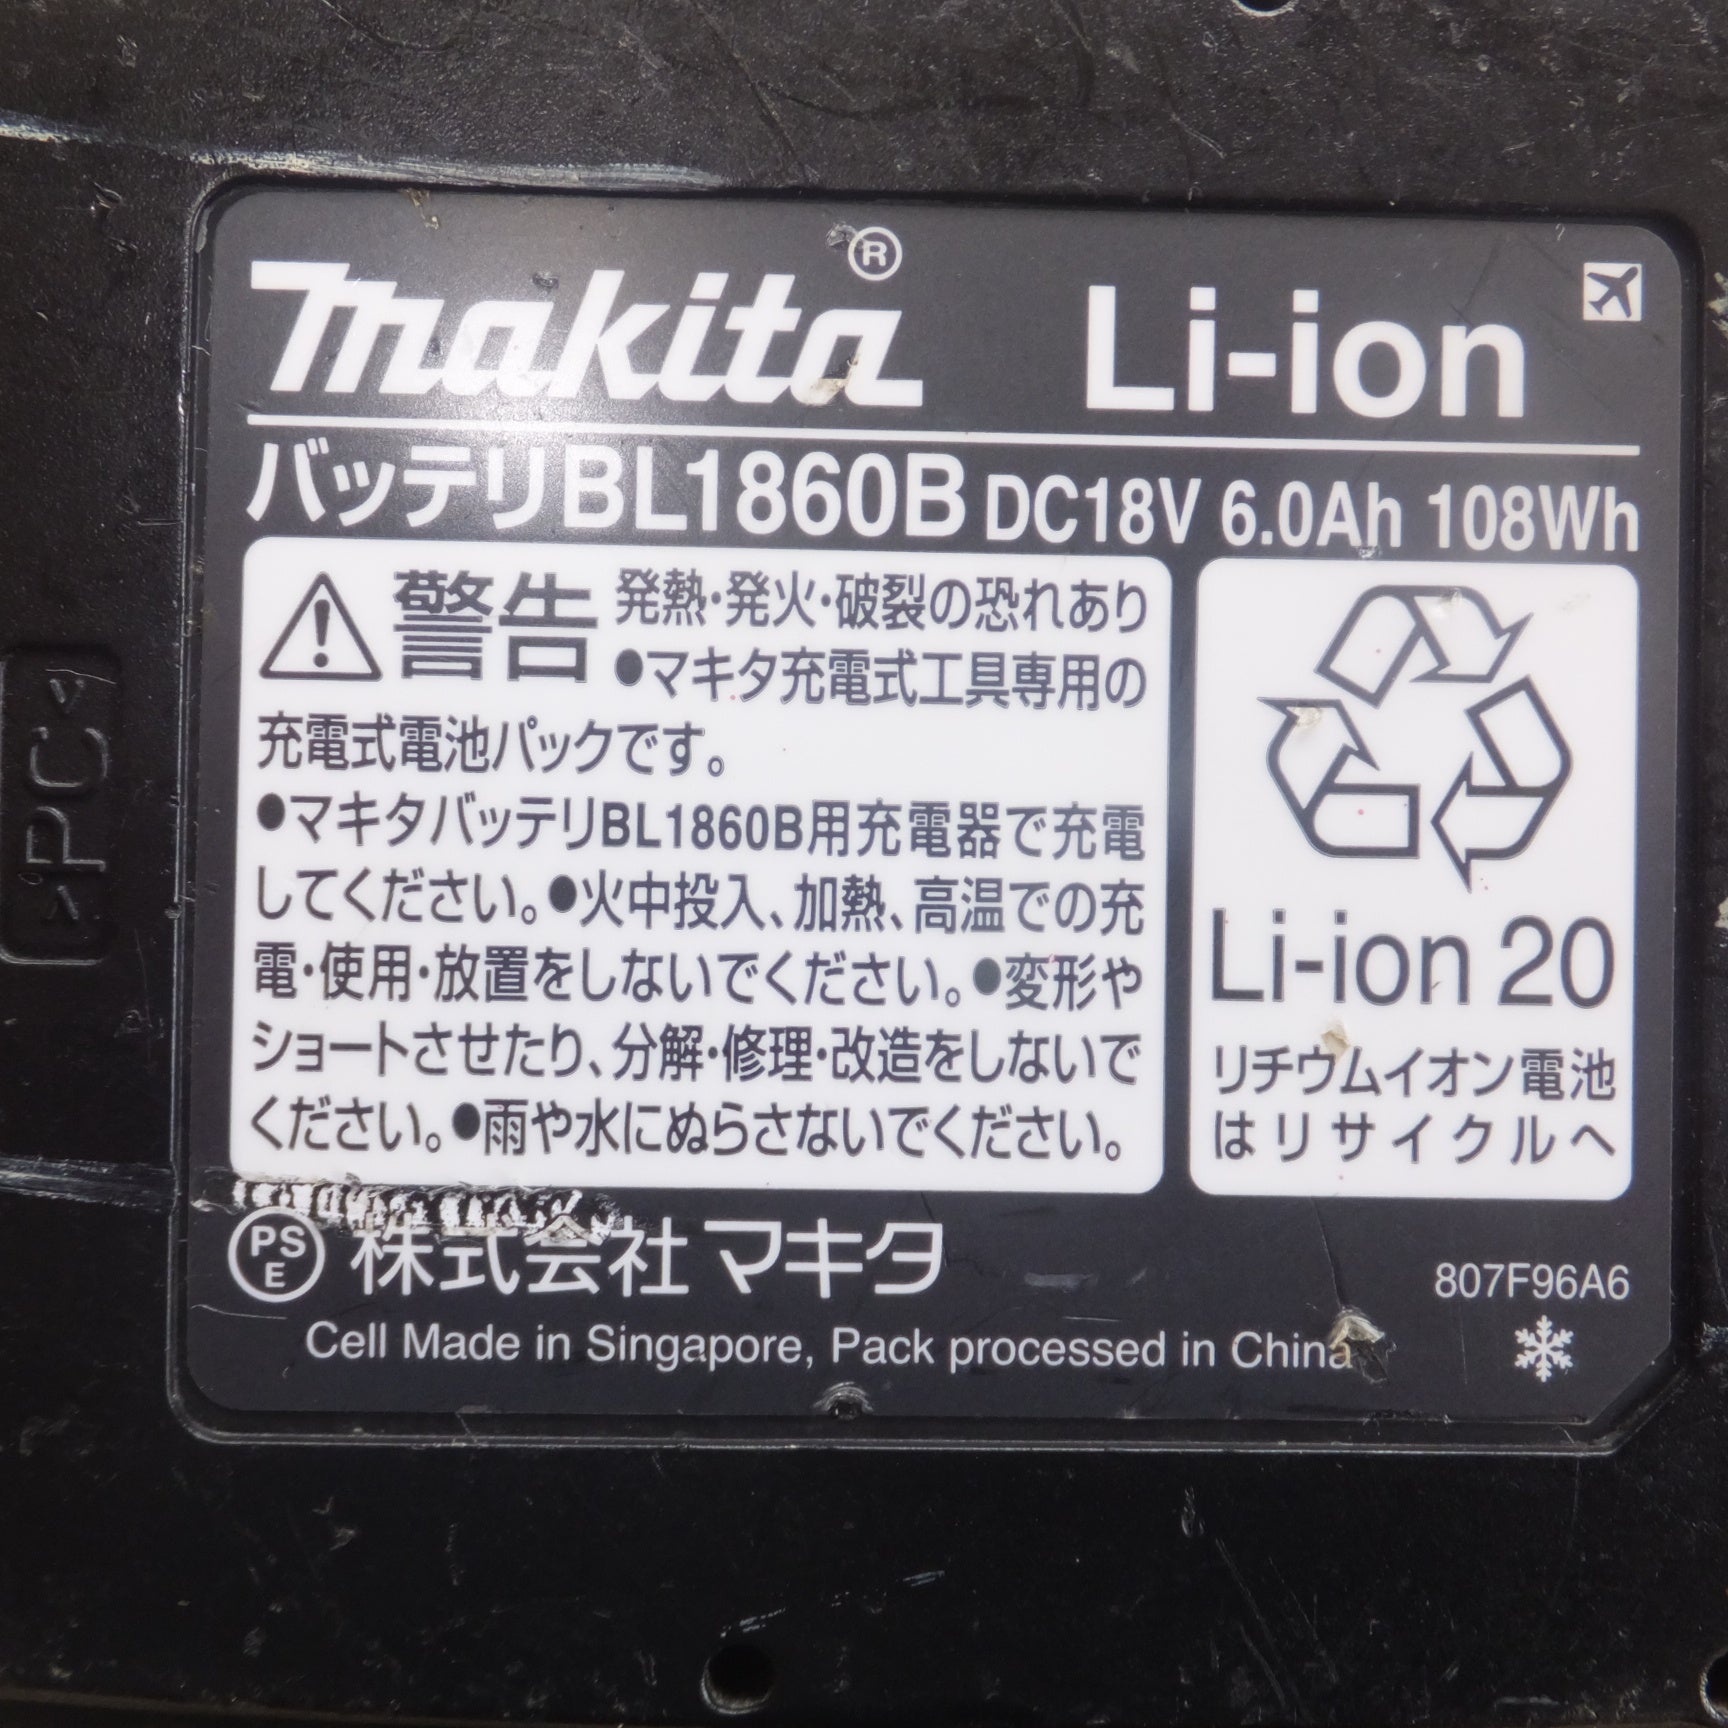 makita® Li-ion
バッテリBL1860B DC18V 6.0Ah 108Wh
警告 発熱・発火・破裂の恐れあり
●マキタ充電式工具専用の
充電式電池パックです。
●マキタバッテリBL1860B用充電器で充電
してください。●火中投入、加熱、高温での充
電・使用・放置をしないでください。●変形や
ショートさせたり、分解・修理・改造をしないで
ください。●雨や水にぬらさないでください。
Li-ion 20
リチウムイオン電池
はリサイクルへ
PS
E
株式会社マキタ
807F96A6
Cell Made in Singapore, Pack processed in China
>PC<